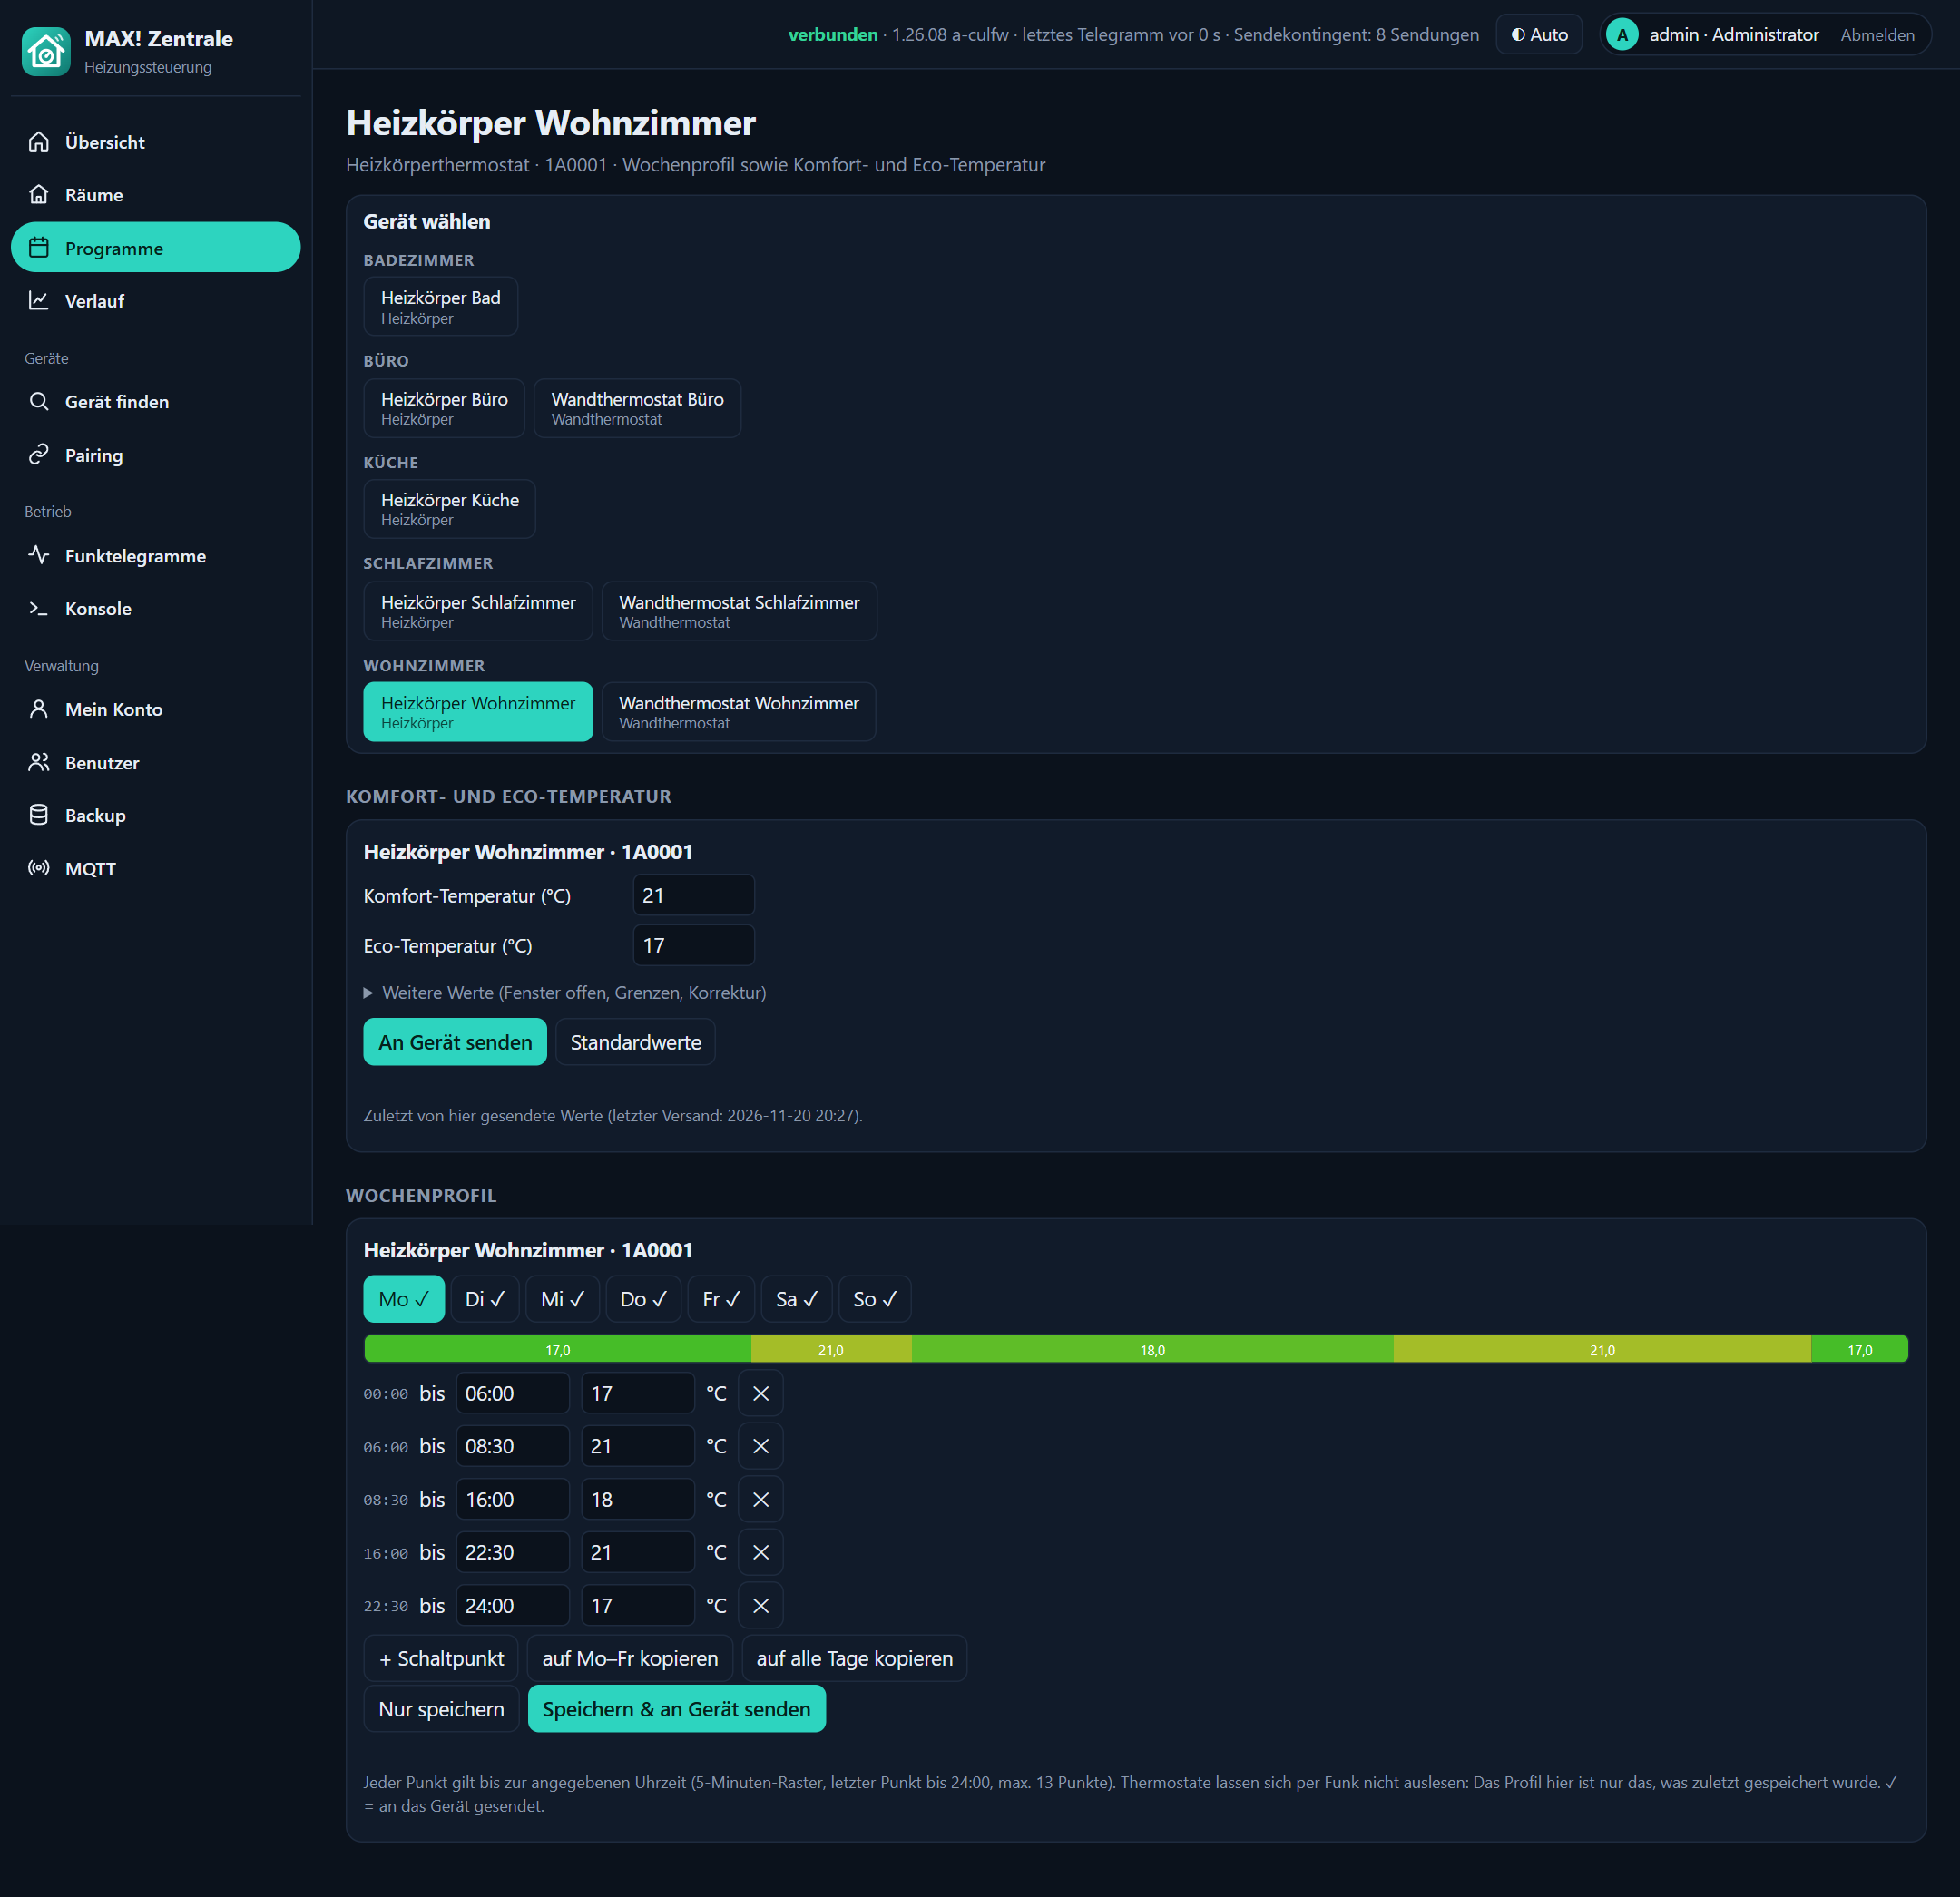 MAX! Zentrale
Heizungssteuerung
verbunden · 1.26.08 a-culfw · letztes Telegramm vor 0 s · Sendekontingent: 8 Sendungen
Auto
A
admin · Administrator
Abmelden
Übersicht
Räume
Programme
Verlauf
Geräte
Gerät finden
Pairing
Betrieb
Funktelegramme
Konsole
Verwaltung
Mein Konto
Benutzer
Backup
MQTT
Heizkörper Wohnzimmer
Heizkörperthermostat · 1A0001 · Wochenprofil sowie Komfort- und Eco-Temperatur
Gerät wählen
BADEZIMMER
Heizkörper Bad
Heizkörper
BÜRO
Heizkörper Büro
Heizkörper
Wandthermostat Büro
Wandthermostat
KÜCHE
Heizkörper Küche
Heizkörper
SCHLAFZIMMER
Heizkörper Schlafzimmer
Heizkörper
Wandthermostat Schlafzimmer
Wandthermostat
WOHNZIMMER
Heizkörper Wohnzimmer
Heizkörper
Wandthermostat Wohnzimmer
Wandthermostat
KOMFORT- UND ECO-TEMPERATUR
Heizkörper Wohnzimmer · 1A0001
Komfort-Temperatur (°C) 21
Eco-Temperatur (°C) 17
▶ Weitere Werte (Fenster offen, Grenzen, Korrektur)
An Gerät senden Standardwerte
Zuletzt von hier gesendete Werte (letzter Versand: 2026-11-20 20:27).
WOCHENPROFIL
Heizkörper Wohnzimmer · 1A0001
Mo ✓ Di ✓ Mi ✓ Do ✓ Fr ✓ Sa ✓ So ✓
17,0 21,0 18,0 21,0 17,0
00:00 bis 06:00 17 °C ✕
06:00 bis 08:30 21 °C ✕
08:30 bis 16:00 18 °C ✕
16:00 bis 22:30 21 °C ✕
22:30 bis 24:00 17 °C ✕
+ Schaltpunkt auf Mo–Fr kopieren auf alle Tage kopieren
Nur speichern Speichern & an Gerät senden
Jeder Punkt gilt bis zur angegebenen Uhrzeit (5-Minuten-Raster, letzter Punkt bis 24:00, max. 13 Punkte). Thermostate lassen sich per Funk nicht auslesen: Das Profil hier ist nur das, was zuletzt gespeichert wurde. ✓
= an das Gerät gesendet.